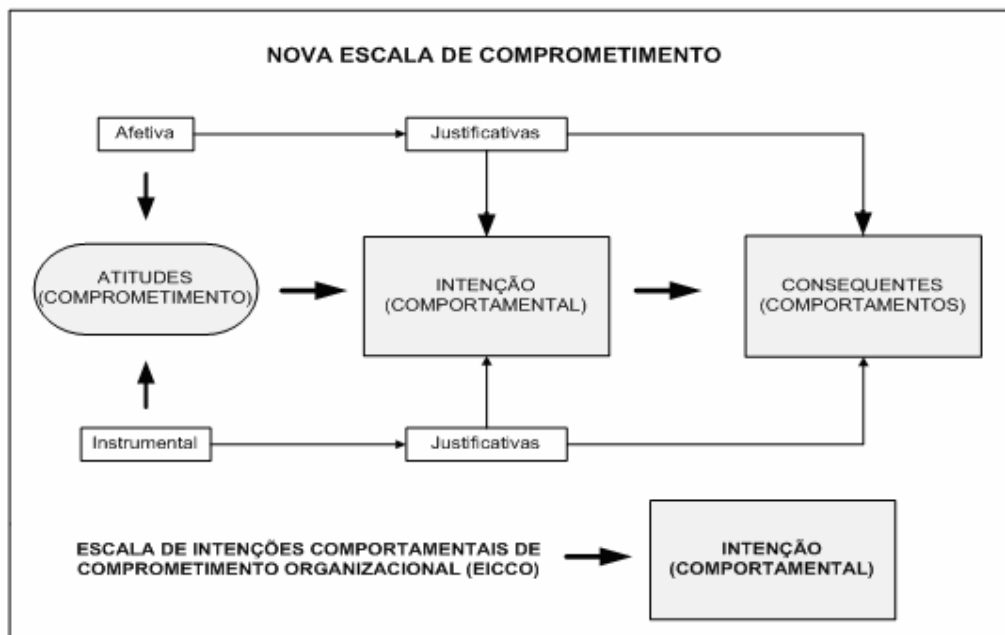 NOVA ESCALA DE COMPROMETIMENTO
Afetiva
Justificativas
ATITUDES
(COMPROMETIMENTO)
INTENÇÃO
(COMPORTAMENTAL)
CONSEQUENTES
(COMPORTAMENTOS)
Instrumental
Justificativas
ESCALA DE INTENÇÕES COMPORTAMENTAIS DE
COMPROMETIMENTO ORGANIZACIONAL (EICCO)
INTENÇÃO
(COMPORTAMENTAL)